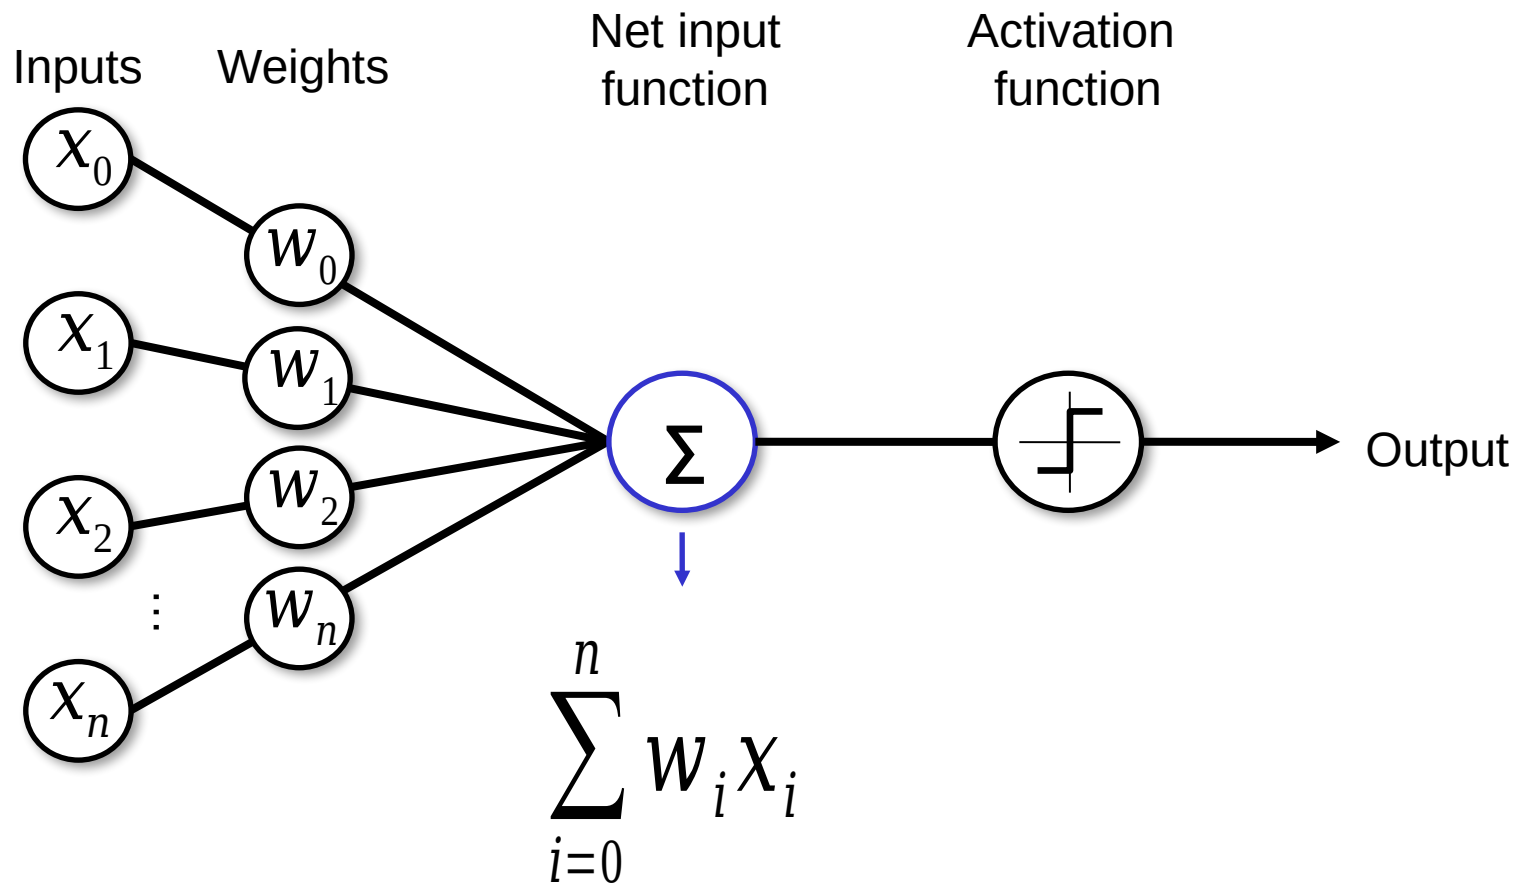 Inputs
Weights
Net input
function
Activation
function
x₀
w₀
x₁
w₁
x₂
w₂
⋮
wₙ
xₙ
Σ
Output
n
∑ wᵢxᵢ
i=0